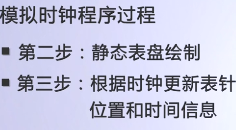 模拟时钟程序过程
▪ 第二步：静态表盘绘制
▪ 第三步：根据时钟更新表针
位置和时间信息